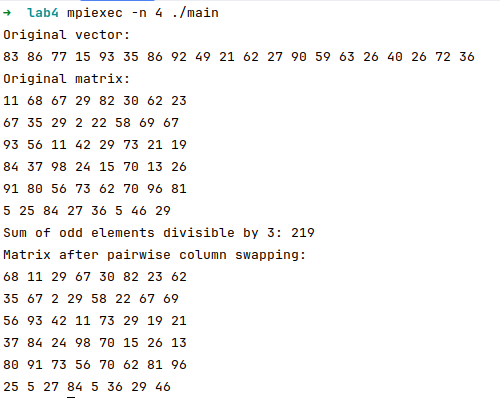 ➜ lab4 mpiexec -n 4 ./main
Original vector:
83 86 77 15 93 35 86 92 49 21 62 27 90 59 63 26 40 26 72 36
Original matrix:
11 68 67 29 82 30 62 23
67 35 29 2 22 58 69 67
93 56 11 42 29 73 21 19
84 37 98 24 15 70 13 26
91 80 56 73 62 70 96 81
5 25 84 27 36 5 46 29
Sum of odd elements divisible by 3: 219
Matrix after pairwise column swapping:
68 11 29 67 30 82 23 62
35 67 2 29 58 22 67 69
56 93 42 11 73 29 19 21
37 84 24 98 70 15 26 13
80 91 73 56 70 62 81 96
25 5 27 84 5 36 29 46